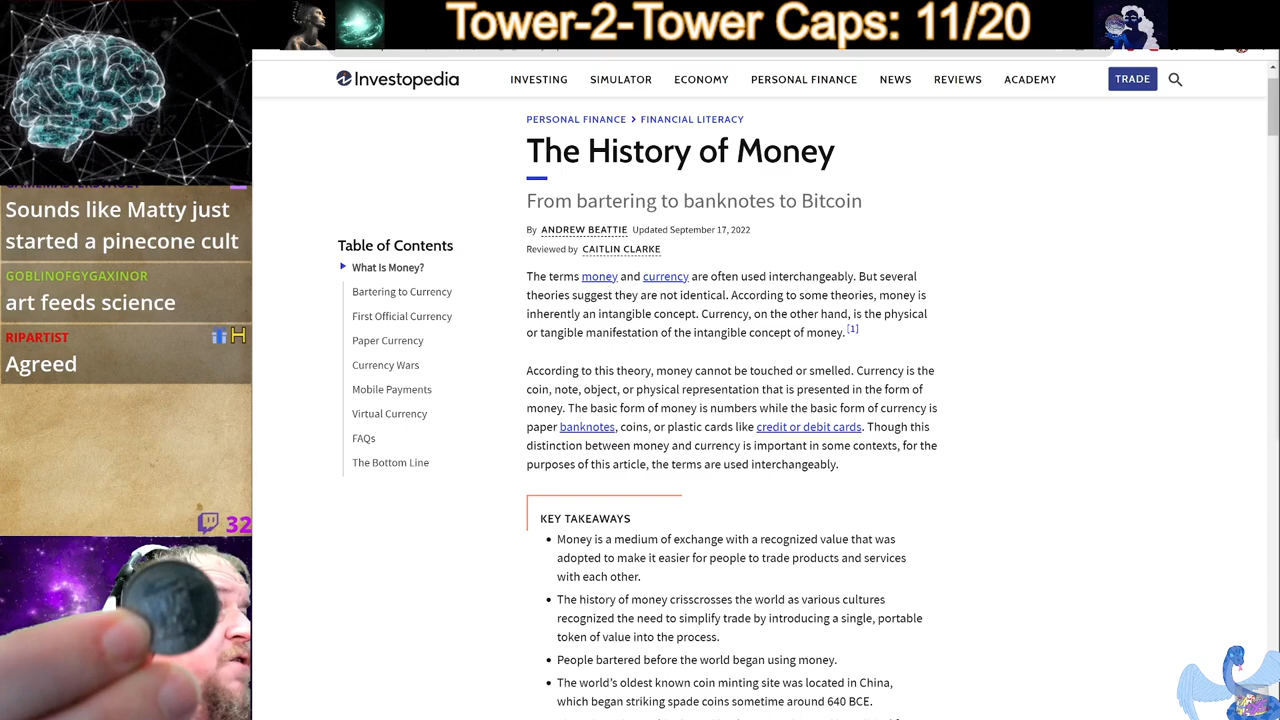 Tower-2-Tower Caps: 11/20
Investopedia
INVESTING SIMULATOR ECONOMY PERSONAL FINANCE NEWS REVIEWS ACADEMY TRADE
PERSONAL FINANCE > FINANCIAL LITERACY
The History of Money
From bartering to banknotes to Bitcoin
By ANDREW BEATTIE Updated September 17, 2022
Reviewed by CAITLIN CLARKE
Table of Contents
What Is Money?
Bartering to Currency
First Official Currency
Paper Currency
Currency Wars
Mobile Payments
Virtual Currency
FAQs
The Bottom Line
The terms money and currency are often used interchangeably. But several
theories suggest they are not identical. According to some theories, money is
inherently an intangible concept. Currency, on the other hand, is the physical
or tangible manifestation of the intangible concept of money. [1]
According to this theory, money cannot be touched or smelled. Currency is the
coin, note, object, or physical representation that is presented in the form of
money. The basic form of money is numbers while the basic form of currency is
paper banknotes, coins, or plastic cards like credit or debit cards. Though this
distinction between money and currency is important in some contexts, for the
purposes of this article, the terms are used interchangeably.
KEY TAKEAWAYS
• Money is a medium of exchange with a recognized value that was
adopted to make it easier for people to trade products and services
with each other.
• The history of money crisscrosses the world as various cultures
recognized the need to simplify trade by introducing a single, portable
token of value into the process.
• People bartered before the world began using money.
• The world's oldest known coin minting site was located in China,
which began striking spade coins sometime around 640 BCE.
Sounds like Matty just
started a pinecone cult
GOBLINOFGYGAXINOR
art feeds science
RIPARTIST
H
Agreed
32